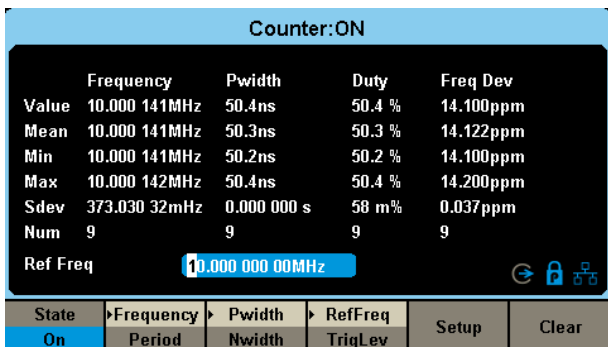 Counter:ON
Frequency Pwidth Duty Freq Dev
Value 10.000 141MHz 50.4ns 50.4 % 14.100ppm
Mean 10.000 141MHz 50.3ns 50.3 % 14.122ppm
Min 10.000 141MHz 50.2ns 50.2 % 14.100ppm
Max 10.000 142MHz 50.4ns 50.4 % 14.200ppm
Sdev 373.030 32mHz 0.000 000 s 58 m% 0.037ppm
Num 9 9 9 9
Ref Freq 10.000 000 00MHz
P
State Frequency Pwidth RefFreq Setup Clear
On Period Nwidth TrigLev